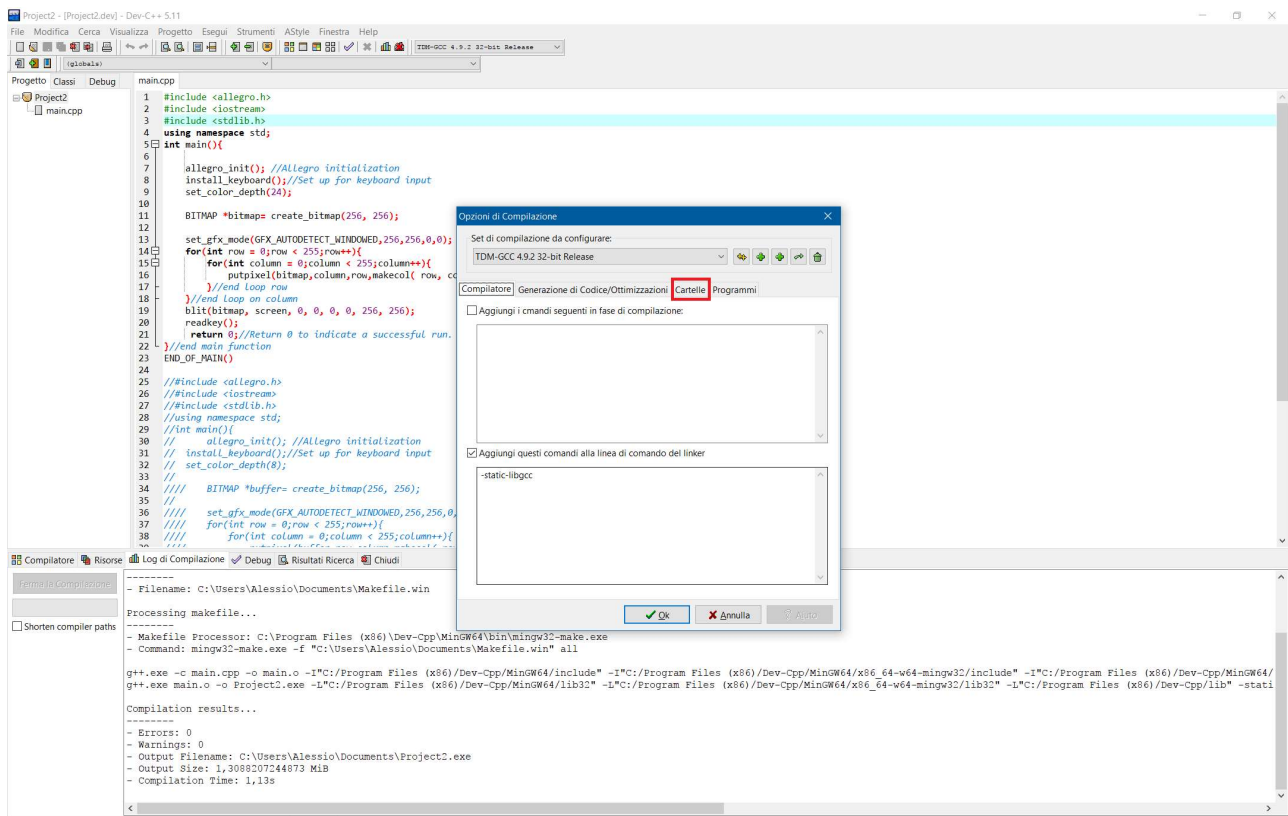 Project2 - [Project2.dev] - Dev-C++ 5.11
File Modifica Cerca Visualizza Progetto Esegui Strumenti AStyle Finestra Help
TDM-GCC 4.9.2 32-bit Release
(globals)
Progetto Classi Debug
main.cpp
Project2
main.cpp
1 #include <allegro.h>
2 #include <iostream>
3 #include <stdlib.h>
4 using namespace std;
5 int main(){
6
7 allegro_init(); //Allegro initialization
8 install_keyboard();//Set up for keyboard input
9 set_color_depth(24);
10
11 BITMAP *bitmap= create_bitmap(256, 256);
12
13 set_gfx_mode(GFX_AUTODETECT_WINDOWED,256,256,0,0);
14 for(int row = 0;row < 255;row++){
15 for(int column = 0;column < 255;column++){
16 putpixel(bitmap,column,row,makecol( row, co
17 }//end loop row
18 }//end loop on column
19 blit(bitmap, screen, 0, 0, 0, 0, 256, 256);
20 readkey();
21 return 0;//Return 0 to indicate a successful run.
22 }//end main function
23 END_OF_MAIN()
24
25 //#include <allegro.h>
26 //#include <iostream>
27 //#include <stdlib.h>
28 //using namespace std;
29 //int main(){
30 // allegro_init(); //Allegro initialization
31 // install_keyboard();//Set up for keyboard input
32 // set_color_depth(8);
33 //
34 //// BITMAP *buffer= create_bitmap(256, 256);
35 //
36 //// set_gfx_mode(GFX_AUTODETECT_WINDOWED,256,256,0,
37 //// for(int row = 0;row < 255;row++){
38 //// for(int column = 0;column < 255;column++){
Opzioni di Compilazione
Set di compilazione da configurare:
TDM-GCC 4.9.2 32-bit Release
Compilatore Generazione di Codice/Ottimizzazioni Cartelle Programmi
Aggiungi i cmandi seguenti in fase di compilazione:
Aggiungi questi comandi alla linea di comando del linker
-static-libgcc
Ok Annulla Aiuto
Compilatore Risorse Log di Compilazione Debug Risultati Ricerca Chiudi
Ferma la Compilazione
Shorten compiler paths
--------
- Filename: C:\Users\Alessio\Documents\Makefile.win
Processing makefile...
--------
- Makefile Processor: C:\Program Files (x86)\Dev-Cpp\MinGW64\bin\mingw32-make.exe
- Command: mingw32-make.exe -f "C:\Users\Alessio\Documents\Makefile.win" all
g++.exe -c main.cpp -o main.o -I"C:/Program Files (x86)/Dev-Cpp/MinGW64/include" -I"C:/Program Files (x86)/Dev-Cpp/MinGW64/x86_64-w64-mingw32/include" -I"C:/Program Files (x86)/Dev-Cpp/MinGW64/
g++.exe main.o -o Project2.exe -L"C:/Program Files (x86)/Dev-Cpp/MinGW64/lib32" -L"C:/Program Files (x86)/Dev-Cpp/MinGW64/x86_64-w64-mingw32/lib32" -L"C:/Program Files (x86)/Dev-Cpp/lib" -stati
Compilation results...
--------
- Errors: 0
- Warnings: 0
- Output Filename: C:\Users\Alessio\Documents\Project2.exe
- Output Size: 1,3088207244873 MiB
- Compilation Time: 1,13s